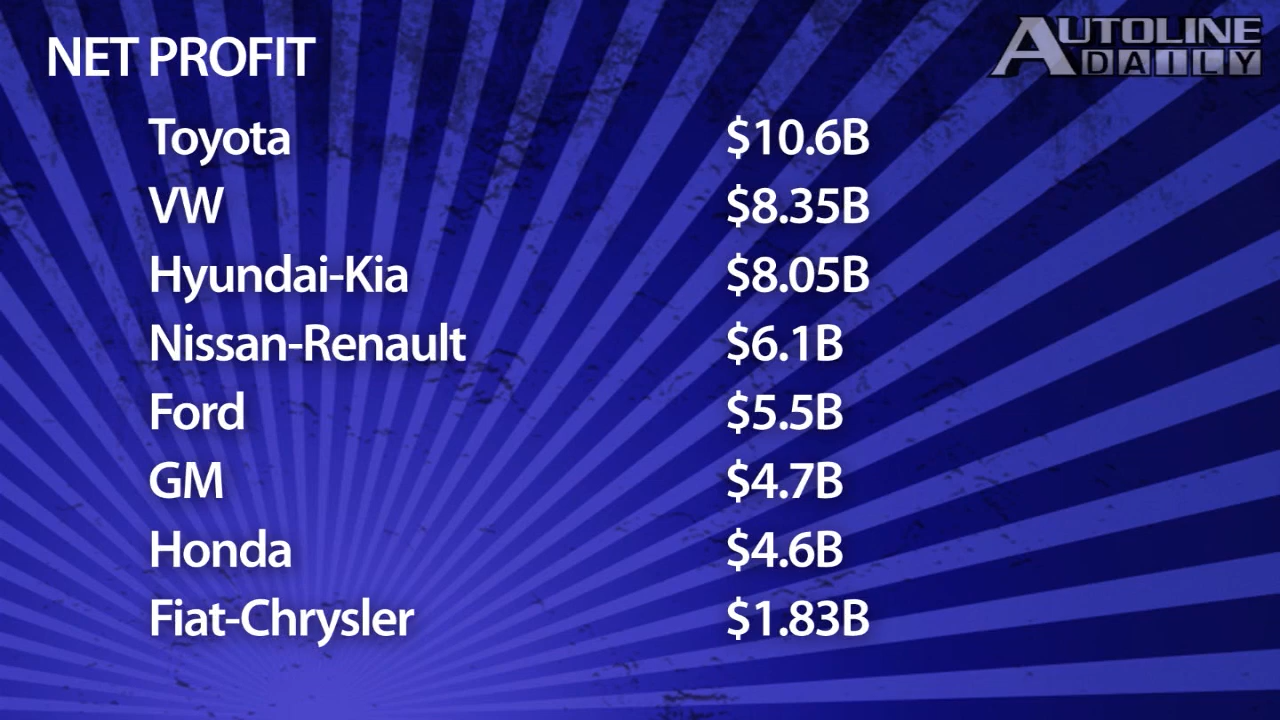 NET PROFIT
AUTOLINE
DAILY
Toyota $10.6B
VW $8.35B
Hyundai-Kia $8.05B
Nissan-Renault $6.1B
Ford $5.5B
GM $4.7B
Honda $4.6B
Fiat-Chrysler $1.83B